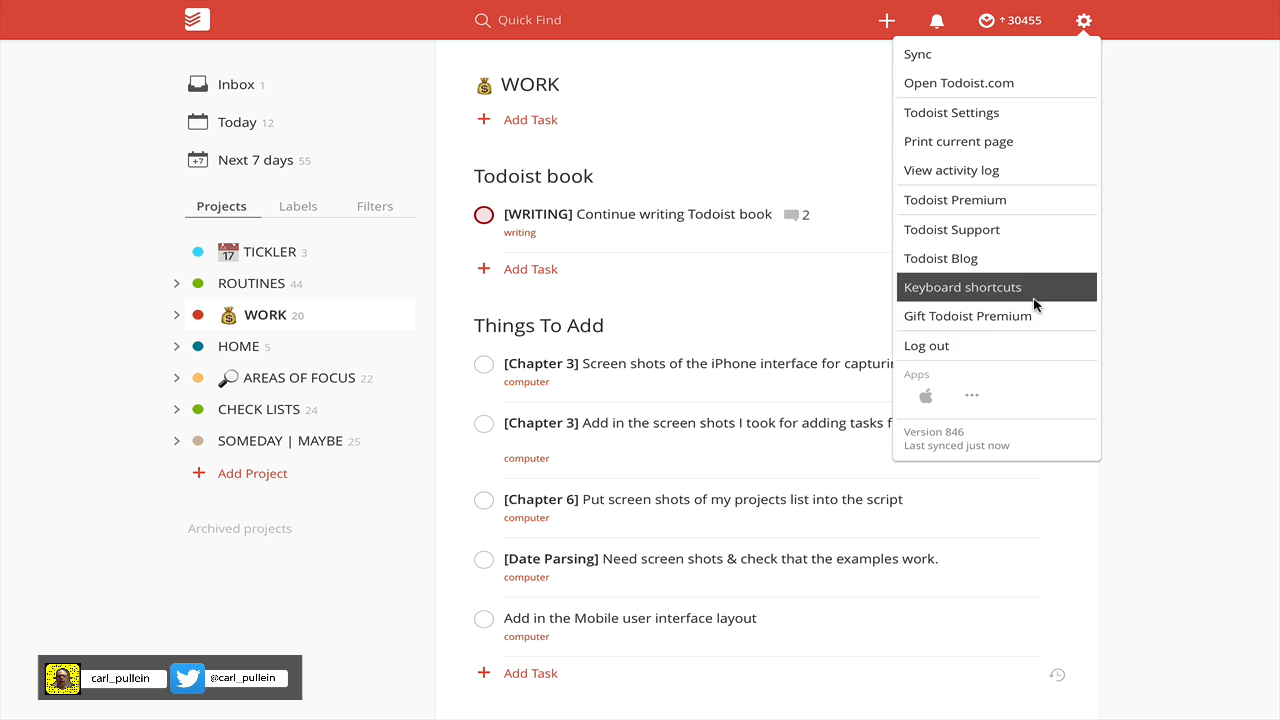 Quick Find
30455
Inbox 1
Today 12
+7 Next 7 days 55
Projects Labels Filters
17 TICKLER 3
ROUTINES 44
WORK 20
HOME 5
AREAS OF FOCUS 22
CHECK LISTS 24
SOMEDAY | MAYBE 25
Add Project
Archived projects
WORK
Add Task
Todoist book
[WRITING] Continue writing Todoist book 2
writing
Add Task
Things To Add
[Chapter 3] Screen shots of the iPhone interface for capturin
computer
[Chapter 3] Add in the screen shots I took for adding tasks f
computer
[Chapter 6] Put screen shots of my projects list into the script
computer
[Date Parsing] Need screen shots & check that the examples work.
computer
Add in the Mobile user interface layout
computer
Add Task
Sync
Open Todoist.com
Todoist Settings
Print current page
View activity log
Todoist Premium
Todoist Support
Todoist Blog
Keyboard shortcuts
Gift Todoist Premium
Log out
Apps
Version 846
Last synced just now
carl_pullein
@carl_pullein